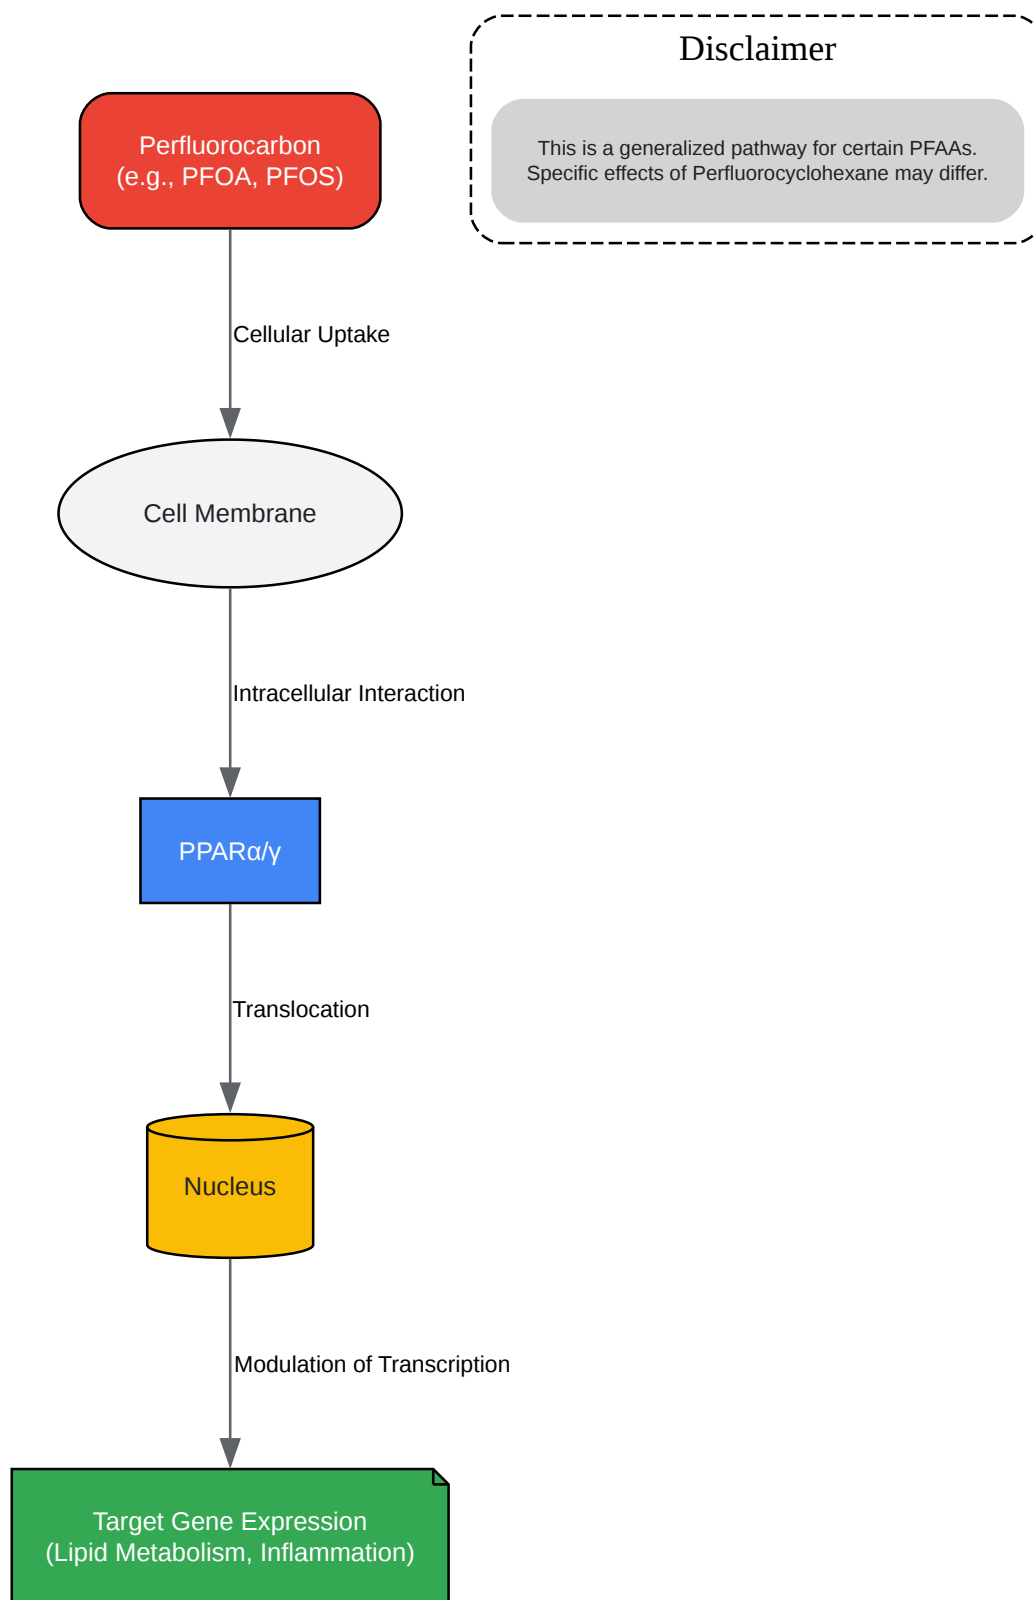 Disclaimer
This is a generalized pathway for certain PFAAs.
Specific effects of Perfluorocyclohexane may differ.
Perfluorocarbon
(e.g., PFOA, PFOS)
Cellular Uptake
Cell Membrane
Intracellular Interaction
PPARα/γ
Translocation
Nucleus
Modulation of Transcription
Target Gene Expression
(Lipid Metabolism, Inflammation)